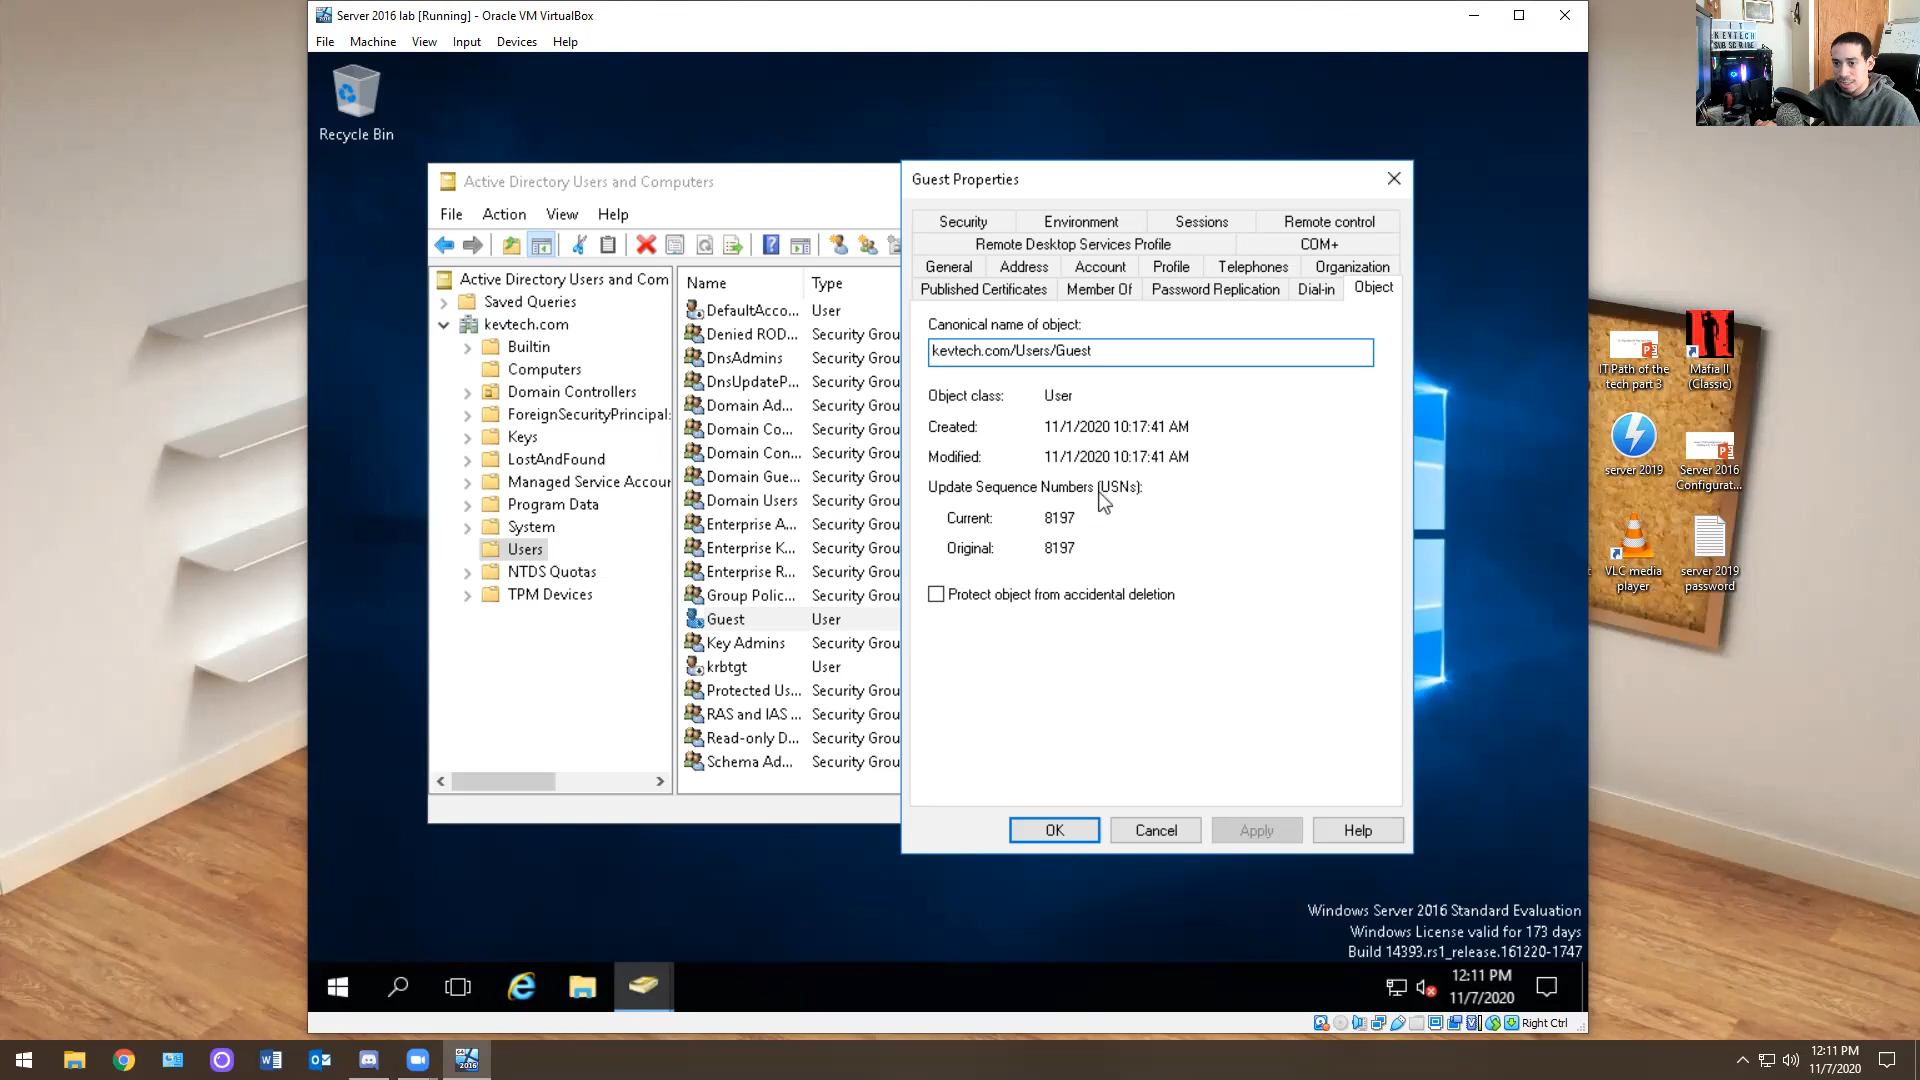 Server 2016 lab [Running] - Oracle VM VirtualBox
File Machine View Input Devices Help
KEVTECH
SUBSCRIBE
Recycle Bin
Active Directory Users and Computers
File Action View Help
Active Directory Users and Com
Saved Queries
kevtech.com
Builtin
Computers
Domain Controllers
ForeignSecurityPrincipal:
Keys
LostAndFound
Managed Service Accour
Program Data
System
Users
NTDS Quotas
TPM Devices
Name Type
DefaultAcco... User
Denied ROD... Security Grou
DnsAdmins Security Grou
DnsUpdateP... Security Grou
Domain Ad... Security Grou
Domain Co... Security Grou
Domain Con... Security Grou
Domain Gue... Security Grou
Domain Users Security Grou
Enterprise A... Security Grou
Enterprise K... Security Grou
Enterprise R... Security Grou
Group Polic... Security Grou
Guest User
Key Admins Security Grou
krbtgt User
Protected Us... Security Grou
RAS and IAS ... Security Grou
Read-only D... Security Grou
Schema Ad... Security Grou
Guest Properties
Security Environment Sessions Remote control
Remote Desktop Services Profile COM+
General Address Account Profile Telephones Organization
Published Certificates Member Of Password Replication Dial-in Object
Canonical name of object:
kevtech.com/Users/Guest
Object class: User
Created: 11/1/2020 10:17:41 AM
Modified: 11/1/2020 10:17:41 AM
Update Sequence Numbers (USNs):
Current: 8197
Original: 8197
Protect object from accidental deletion
OK Cancel Apply Help
IT Path of the tech part 3
Mafia II (Classic)
server 2019
Server 2016 Configurat...
VLC media player
server 2019 password
Windows Server 2016 Standard Evaluation
Windows License valid for 173 days
Build 14393.rs1_release.161220-1747
12:11 PM
11/7/2020
Right Ctrl
12:11 PM
11/7/2020